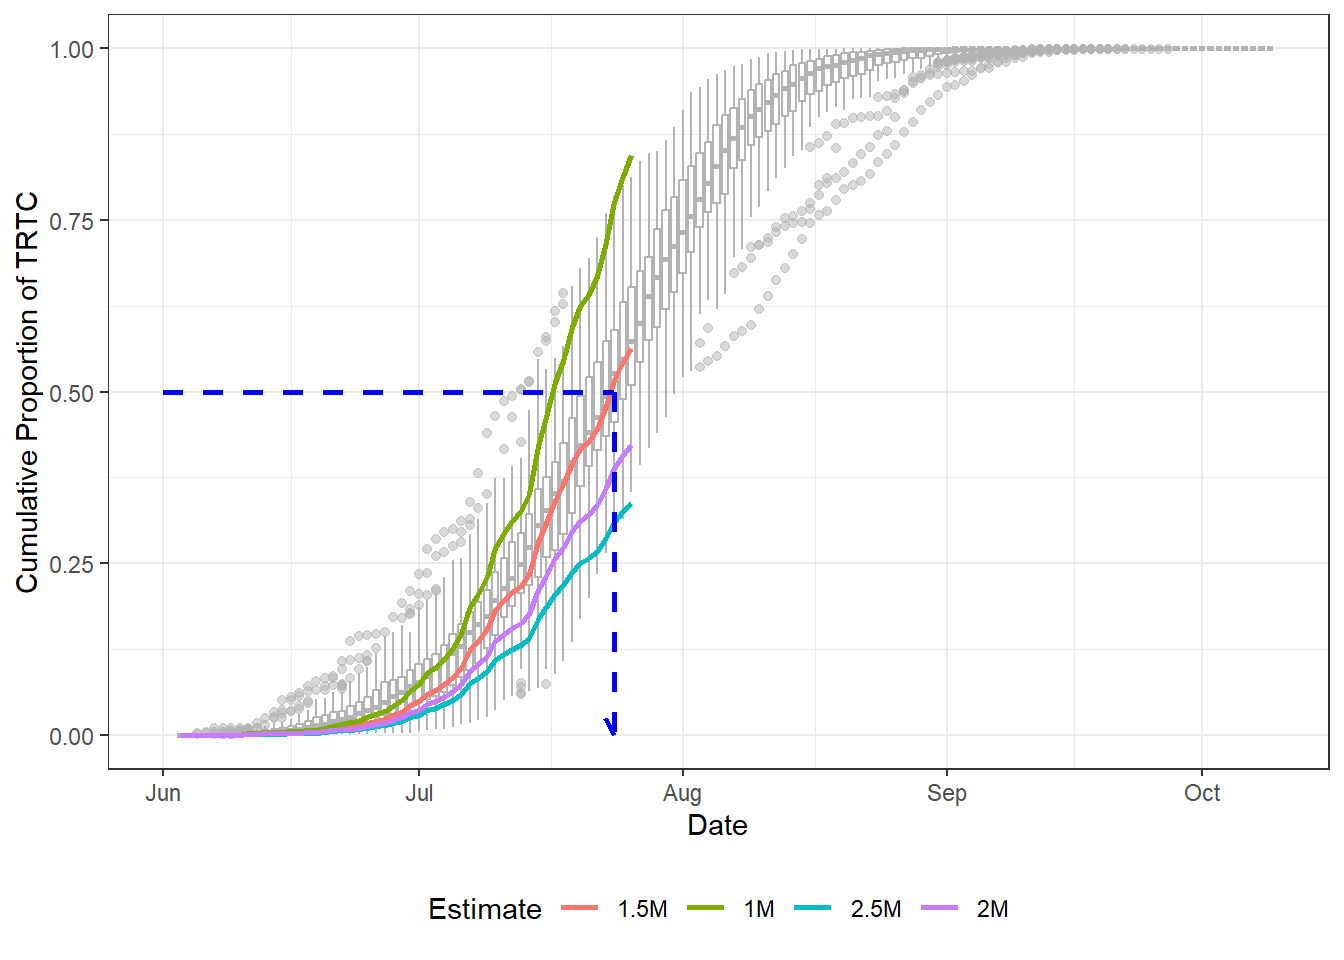 Cumulative Proportion of TRTC
1.00
0.75
0.50
0.25
0.00
Jun Jul Aug Sep Oct
Date
Estimate 1.5M 1M 2.5M 2M